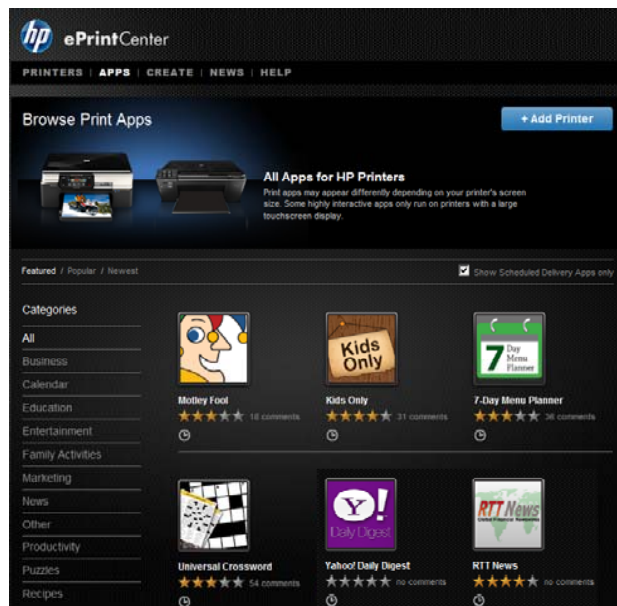 hp ePrintCenter
PRINTERS | APPS | CREATE | NEWS | HELP
Browse Print Apps
+ Add Printer
All Apps for HP Printers
Print apps may appear differently depending on your printer's screen
size. Some highly interactive apps only run on printers with a large
touchscreen display.
Featured / Popular / Newest
Show Scheduled Delivery Apps only
Categories
All
Business
Calendar
Education
Entertainment
Family Activities
Marketing
News
Other
Productivity
Puzzles
Recipes
Motley Fool
18 comments
Kids
Only
Kids Only
31 comments
7 Day
Menu
Planner
7-Day Menu Planner
36 comments
Universal Crossword
54 comments
Y!
Daily Digest
Yahoo! Daily Digest
no comments
RTT News
RTT News
no comments